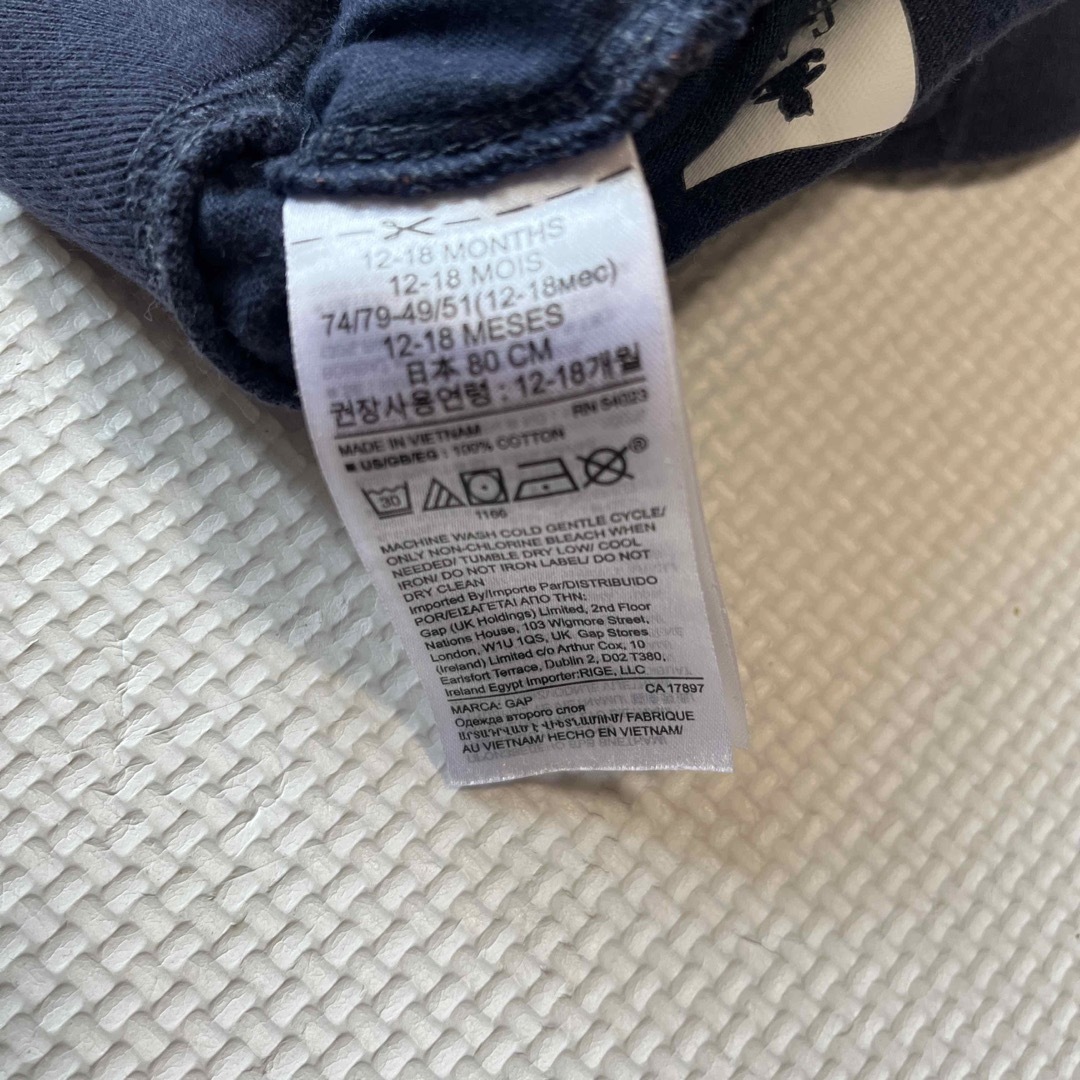 12-18 MONTHS
12-18 MOIS
74/79-49/51(12-18мес)
12-18 MESES
日本 80 CM
권장사용연령 : 12-18개월
RN 54023
MADE IN VIETNAM
■ US/GB/EG : 100% COTTON
30
®
1166
MACHINE WASH COLD GENTLE CYCLE/
ONLY NON-CHLORINE BLEACH WHEN
NEEDED/ TUMBLE DRY LOW/ COOL
IRON/ DO NOT IRON LABEL/ DO NOT
DRY CLEAN
Imported By/Importe Par/DISTRIBUIDO
POR/ΕΙΣΑΓΕΤΑΙ ΑΠΟ ΤΗΝ:
Gap (UK Holdings) Limited, 2nd Floor
Nations House, 103 Wigmore Street,
London, W1U 1QS, UK. Gap Stores
(Ireland) Limited c/o Arthur Cox, 10
Earlsfort Terrace, Dublin 2, D02 T380,
Ireland Egypt Importer:RIGE, LLC
CA 17897
MARCA: GAP
Одежда второго слоя
ԱՐՏԱԴՐՎԱԾ Է ՎԻԵՏՆԱՄՈՒՄ/ FABRIQUE
AU VIETNAM/ HECHO EN VIETNAM/